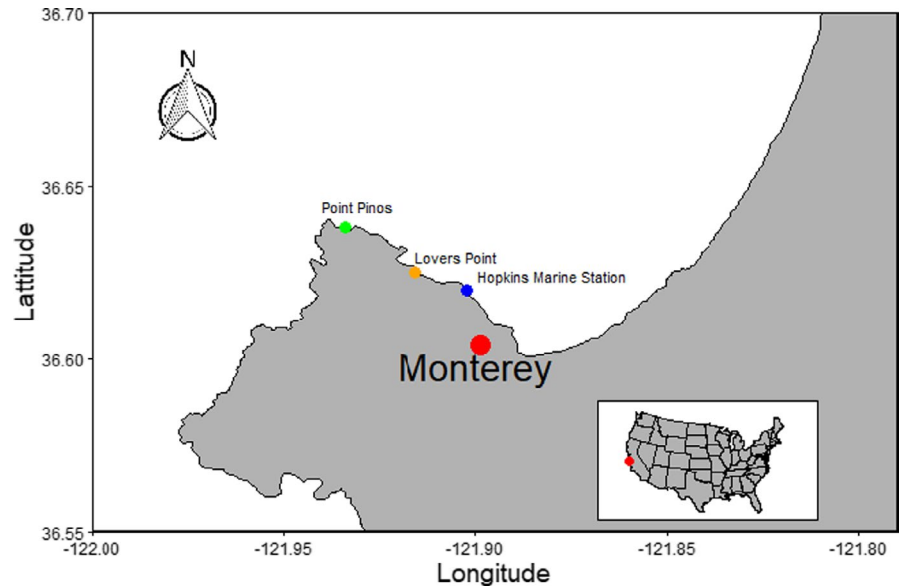 36.70
N
36.65
Point Pinos
Lovers Point
Hopkins Marine Station
Lattitude
36.60
Monterey
36.55
-122.00
-121.95
-121.90
-121.85
-121.80
Longitude